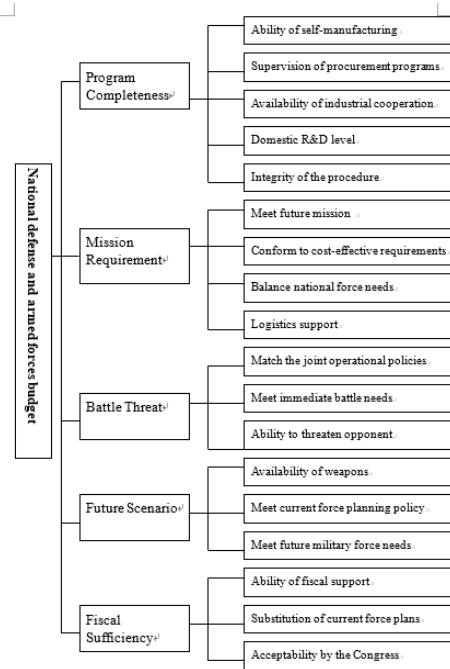 National defense and armed forces budget
Program
Completeness
Ability of self-manufacturing
Supervision of procurement programs
Availability of industrial cooperation
Domestic R&D level
Integrity of the procedure
Mission
Requirement
Meet future mission
Conform to cost-effective requirements
Balance national force needs
Logistics support
Battle Threat
Match the joint operational policies
Meet immediate battle needs
Ability to threaten opponent
Future Scenario
Availability of weapons
Meet current force planning policy
Meet future military force needs
Fiscal
Sufficiency
Ability of fiscal support
Substitution of current force plans
Acceptability by the Congress